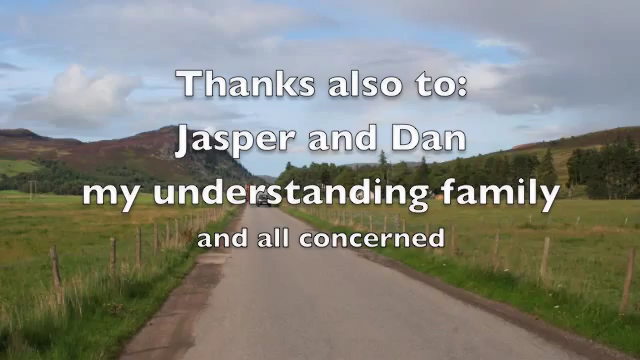 Thanks also to:
Jasper and Dan
my understanding family
and all concerned